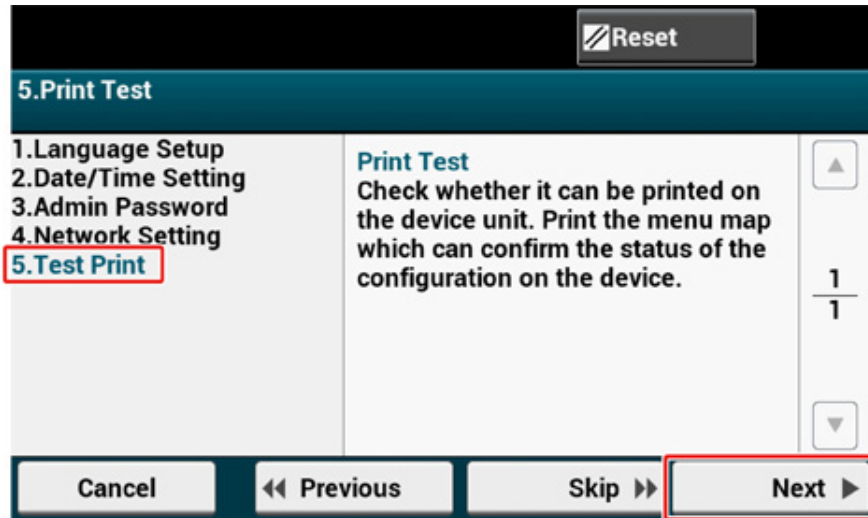 Reset
5.Print Test
1.Language Setup
2.Date/Time Setting
3.Admin Password
4.Network Setting
5.Test Print
Print Test
Check whether it can be printed on
the device unit. Print the menu map
which can confirm the status of the
configuration on the device.
1
1
Cancel
Previous
Skip
Next